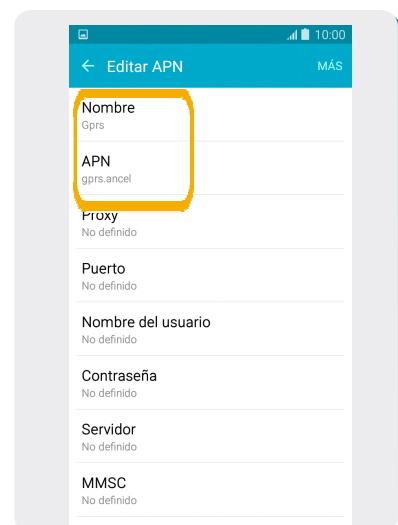 10:00
Editar APN
MÁS
Nombre
Gprs
APN
gprs.ancel
Proxy
No definido
Puerto
No definido
Nombre del usuario
No definido
Contraseña
No definido
Servidor
No definido
MMSC
No definido